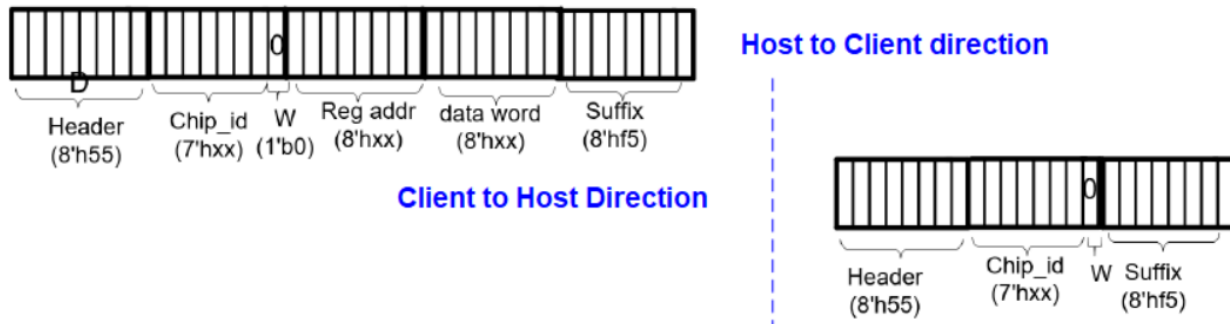 0
Host to Client direction
D
Header Chip_id W Reg addr data word Suffix
(8'h55) (7'hxx) (1'b0) (8'hxx) (8'hxx) (8'hf5)
Client to Host Direction
0
Header Chip_id W Suffix
(8'h55) (7'hxx) (8'hf5)